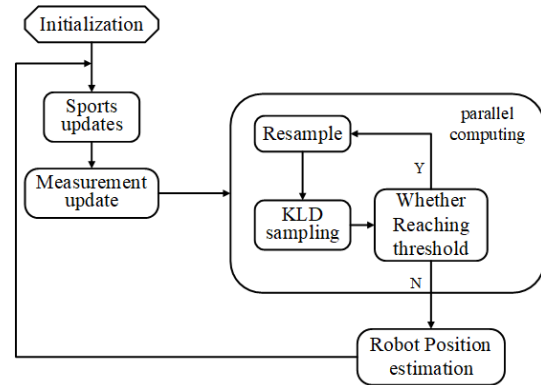 Initialization
Sports
updates
Measurement
update
parallel
computing
Resample
Y
KLD
sampling
Whether
Reaching
threshold
N
Robot Position
estimation